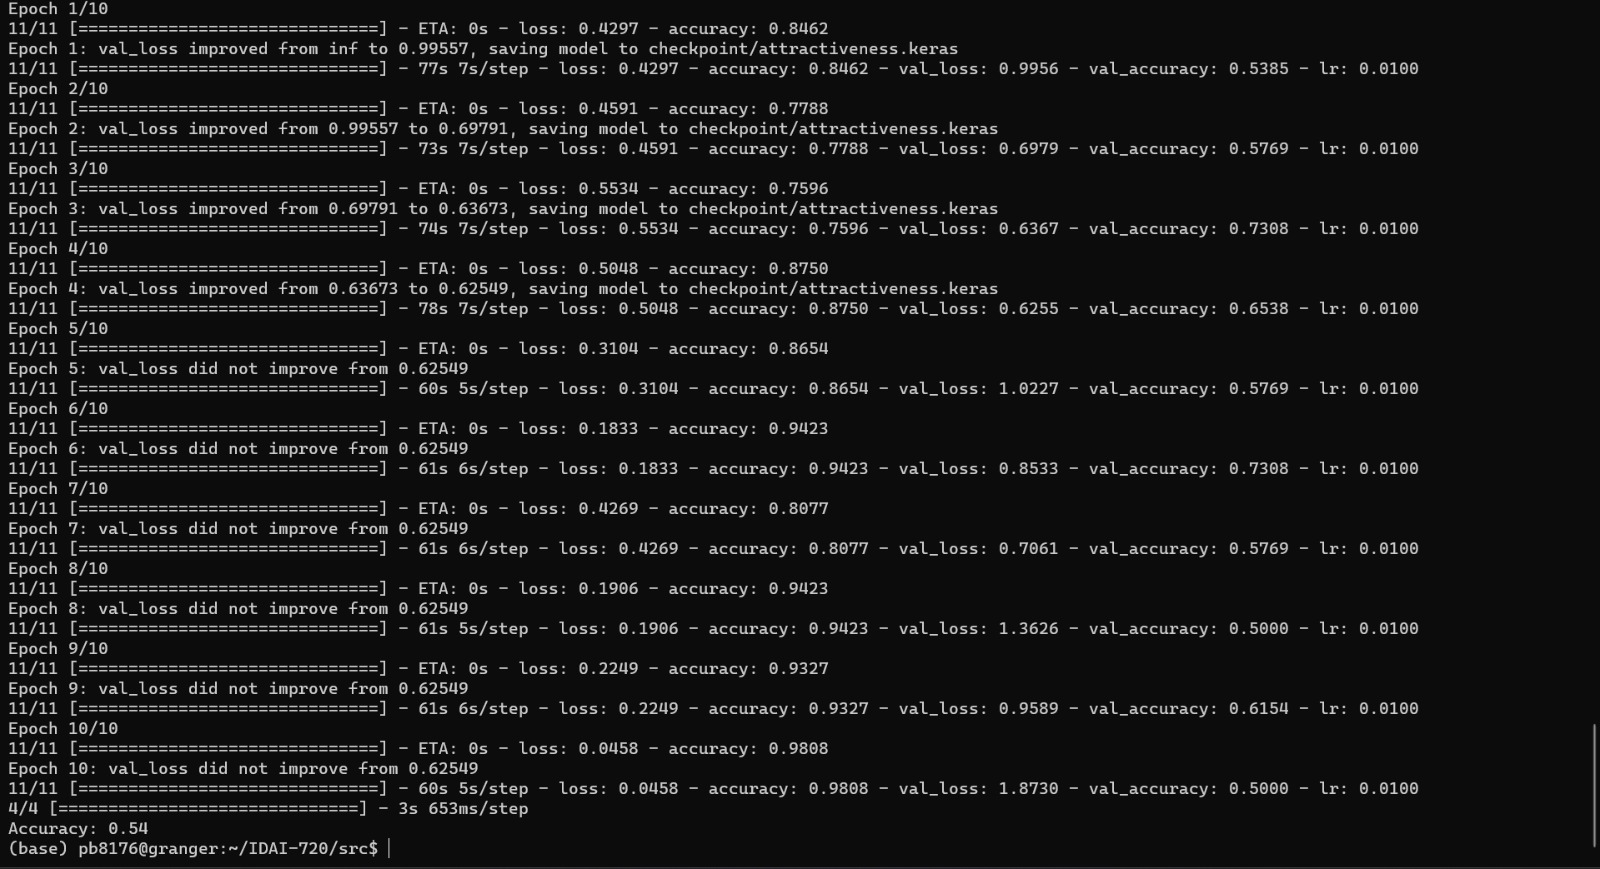 Epoch 1/10
11/11 [==============================] - ETA: 0s - loss: 0.4297 - accuracy: 0.8462
Epoch 1: val_loss improved from inf to 0.99557, saving model to checkpoint/attractiveness.keras
11/11 [==============================] - 77s 7s/step - loss: 0.4297 - accuracy: 0.8462 - val_loss: 0.9956 - val_accuracy: 0.5385 - lr: 0.0100
Epoch 2/10
11/11 [==============================] - ETA: 0s - loss: 0.4591 - accuracy: 0.7788
Epoch 2: val_loss improved from 0.99557 to 0.69791, saving model to checkpoint/attractiveness.keras
11/11 [==============================] - 73s 7s/step - loss: 0.4591 - accuracy: 0.7788 - val_loss: 0.6979 - val_accuracy: 0.5769 - lr: 0.0100
Epoch 3/10
11/11 [==============================] - ETA: 0s - loss: 0.5534 - accuracy: 0.7596
Epoch 3: val_loss improved from 0.69791 to 0.63673, saving model to checkpoint/attractiveness.keras
11/11 [==============================] - 74s 7s/step - loss: 0.5534 - accuracy: 0.7596 - val_loss: 0.6367 - val_accuracy: 0.7308 - lr: 0.0100
Epoch 4/10
11/11 [==============================] - ETA: 0s - loss: 0.5048 - accuracy: 0.8750
Epoch 4: val_loss improved from 0.63673 to 0.62549, saving model to checkpoint/attractiveness.keras
11/11 [==============================] - 78s 7s/step - loss: 0.5048 - accuracy: 0.8750 - val_loss: 0.6255 - val_accuracy: 0.6538 - lr: 0.0100
Epoch 5/10
11/11 [==============================] - ETA: 0s - loss: 0.3104 - accuracy: 0.8654
Epoch 5: val_loss did not improve from 0.62549
11/11 [==============================] - 60s 5s/step - loss: 0.3104 - accuracy: 0.8654 - val_loss: 1.0227 - val_accuracy: 0.5769 - lr: 0.0100
Epoch 6/10
11/11 [==============================] - ETA: 0s - loss: 0.1833 - accuracy: 0.9423
Epoch 6: val_loss did not improve from 0.62549
11/11 [==============================] - 61s 6s/step - loss: 0.1833 - accuracy: 0.9423 - val_loss: 0.8533 - val_accuracy: 0.7308 - lr: 0.0100
Epoch 7/10
11/11 [==============================] - ETA: 0s - loss: 0.4269 - accuracy: 0.8077
Epoch 7: val_loss did not improve from 0.62549
11/11 [==============================] - 61s 6s/step - loss: 0.4269 - accuracy: 0.8077 - val_loss: 0.7061 - val_accuracy: 0.5769 - lr: 0.0100
Epoch 8/10
11/11 [==============================] - ETA: 0s - loss: 0.1906 - accuracy: 0.9423
Epoch 8: val_loss did not improve from 0.62549
11/11 [==============================] - 61s 5s/step - loss: 0.1906 - accuracy: 0.9423 - val_loss: 1.3626 - val_accuracy: 0.5000 - lr: 0.0100
Epoch 9/10
11/11 [==============================] - ETA: 0s - loss: 0.2249 - accuracy: 0.9327
Epoch 9: val_loss did not improve from 0.62549
11/11 [==============================] - 61s 6s/step - loss: 0.2249 - accuracy: 0.9327 - val_loss: 0.9589 - val_accuracy: 0.6154 - lr: 0.0100
Epoch 10/10
11/11 [==============================] - ETA: 0s - loss: 0.0458 - accuracy: 0.9808
Epoch 10: val_loss did not improve from 0.62549
11/11 [==============================] - 60s 5s/step - loss: 0.0458 - accuracy: 0.9808 - val_loss: 1.8730 - val_accuracy: 0.5000 - lr: 0.0100
4/4 [==============================] - 3s 653ms/step
Accuracy: 0.54
(base) pb8176@granger:~/IDAI-720/src$